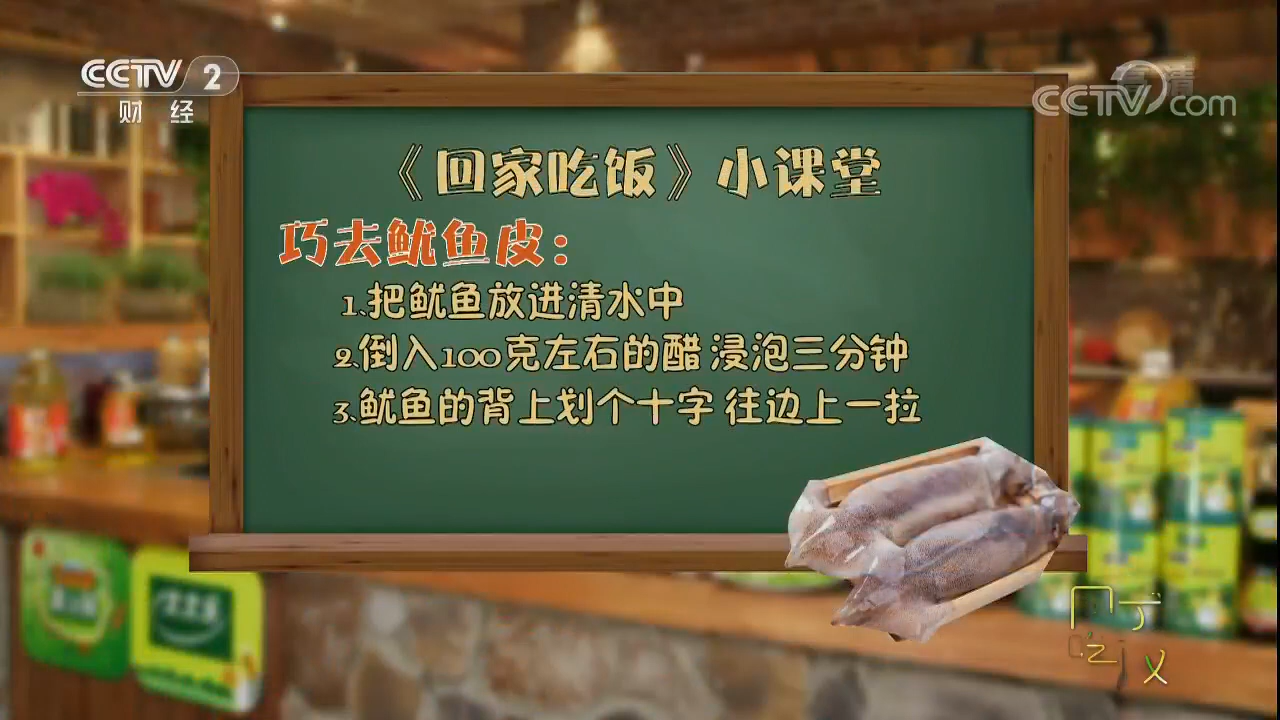 CCTV 2
财 经
高清
CCTV.com
《回家吃饭》小课堂
巧去鱿鱼皮：
1、把鱿鱼放进清水中
2、倒入100克左右的醋 浸泡三分钟
3、鱿鱼的背上划个十字 往边上一拉